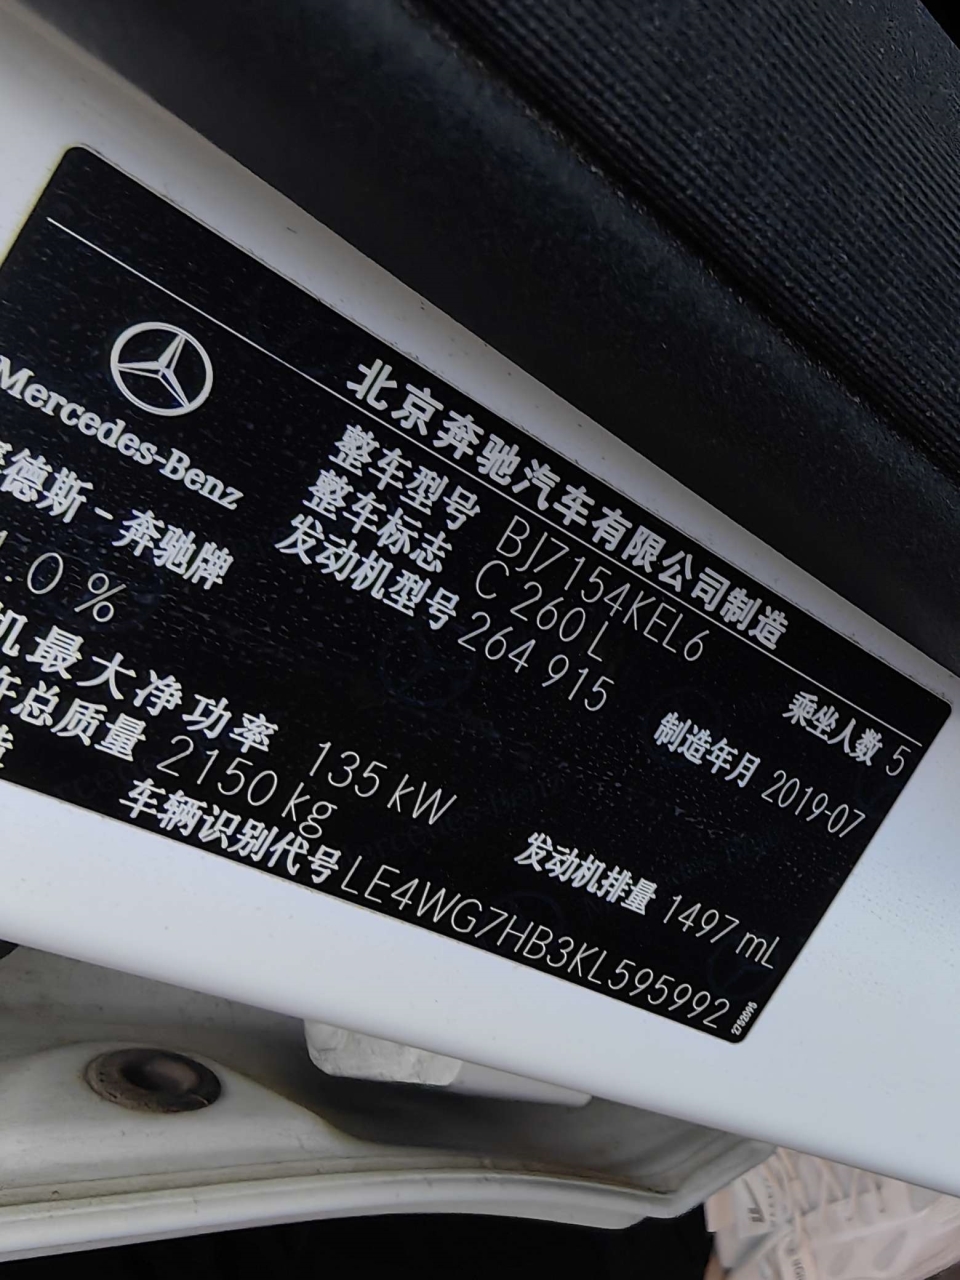 北京奔驰汽车有限公司制造
Mercedes-Benz
德斯-奔驰牌
整车型号 BJ7154KEL6 乘坐人数 5
整车标志 C 260 L
发动机型号 264 915 制造年月 2019-07
.0 %
机最大净功率 135 kW 发动机排量 1497 mL
许总质量 2150 kg
车辆识别代号 LE4WG7HB3KL595992
2752095